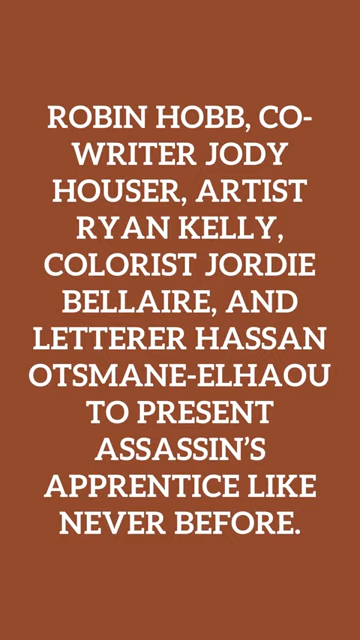 ROBIN HOBB, CO-
WRITER JODY
HOUSER, ARTIST
RYAN KELLY,
COLORIST JORDIE
BELLAIRE, AND
LETTERER HASSAN
OTSMANE-ELHAOU
TO PRESENT
ASSASSIN’S
APPRENTICE LIKE
NEVER BEFORE.